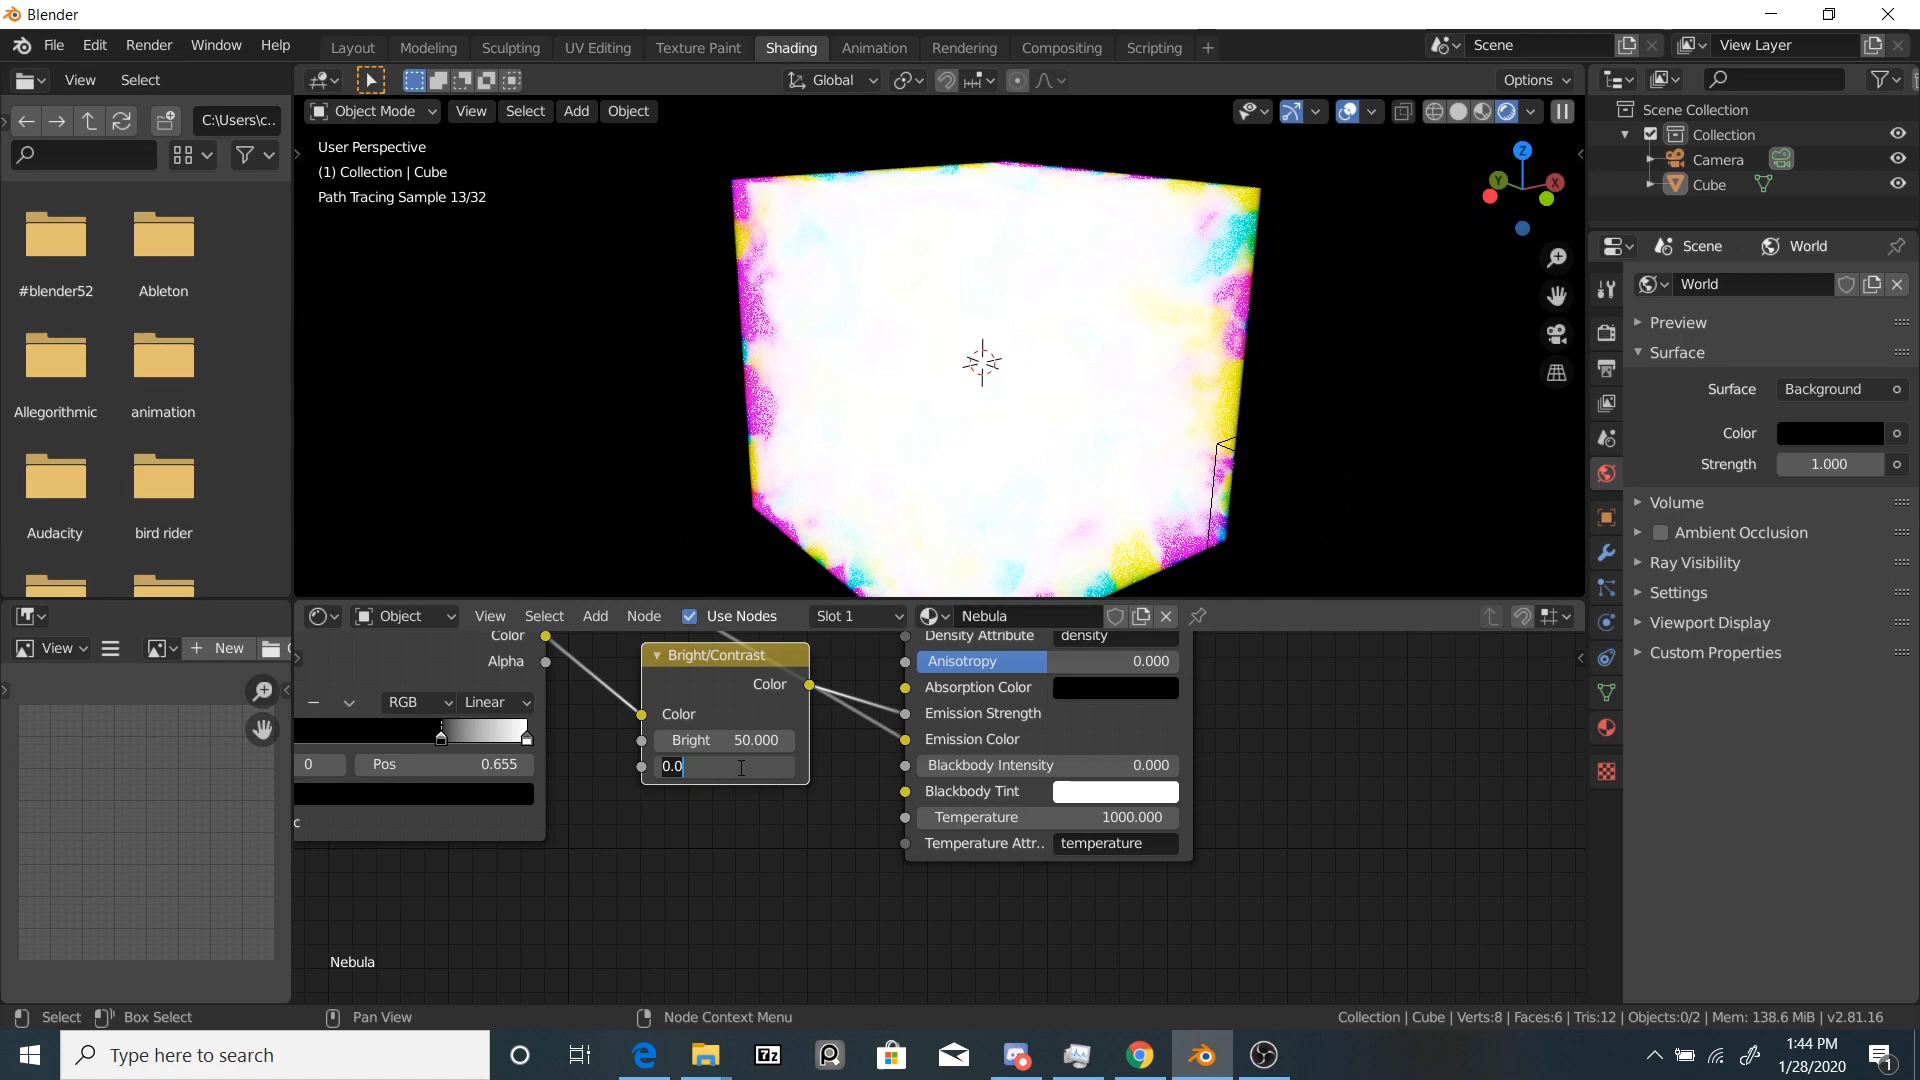 Blender
File Edit Render Window Help
Layout Modeling Sculpting UV Editing Texture Paint Shading Animation Rendering Compositing Scripting +
Scene
View Layer
View Select
Global
Options
C:\Users\c..
Object Mode View Select Add Object
User Perspective
(1) Collection | Cube
Path Tracing Sample 13/32
Z
Y
X
#blender52
Ableton
Allegorithmic
animation
Audacity
bird rider
Scene Collection
Collection
Camera
Cube
Scene World
World
Preview
Surface
Surface Background
Color
Strength 1.000
Volume
Ambient Occlusion
Ray Visibility
Settings
Viewport Display
Custom Properties
Object View Select Add Node Use Nodes Slot 1 Nebula
View + New
Color
Alpha
RGB Linear
0 Pos 0.655
c
Bright/Contrast
Color
Color
Bright 50.000
0.0
Density Attribute density
Anisotropy 0.000
Absorption Color
Emission Strength
Emission Color
Blackbody Intensity 0.000
Blackbody Tint
Temperature 1000.000
Temperature Attr.. temperature
Nebula
Select Box Select Pan View Node Context Menu
Collection | Cube | Verts:8 | Faces:6 | Tris:12 | Objects:0/2 | Mem: 138.6 MiB | v2.81.16
Type here to search
7z
1:44 PM
1/28/2020
1